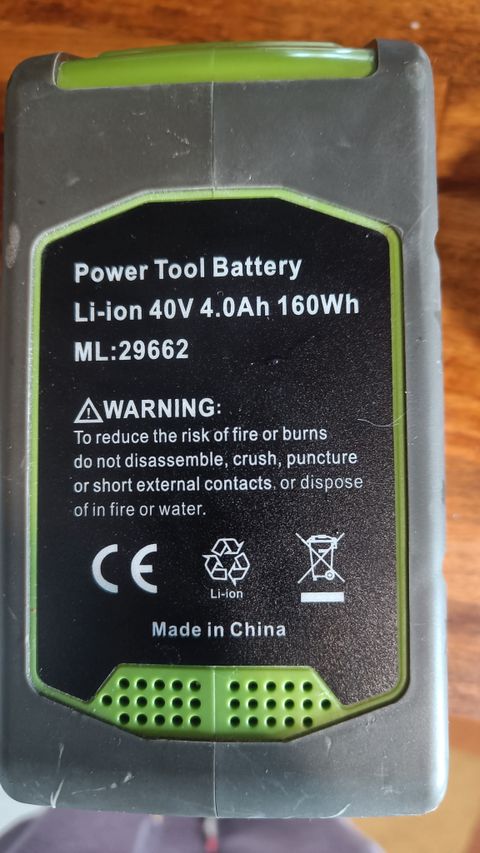 Power Tool Battery
Li-ion 40V 4.0Ah 160Wh
ML:29662
⚠WARNING:
To reduce the risk of fire or burns
do not disassemble, crush, puncture
or short external contacts. or dispose
of in fire or water.
CE
Li-ion
Made in China